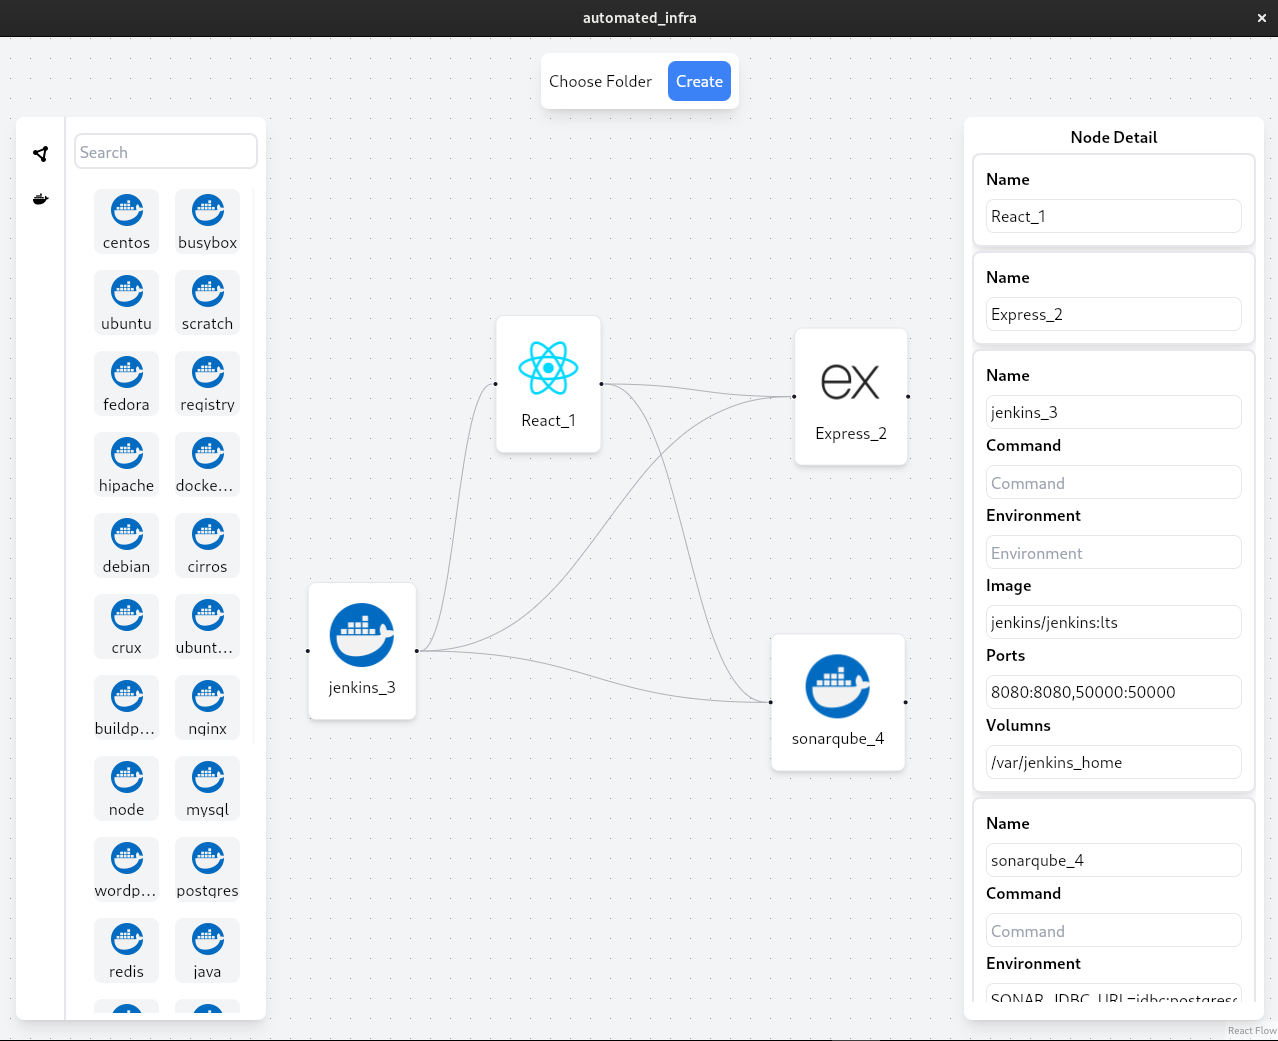 automated_infra
Choose Folder Create
Search
centos busybox
ubuntu scratch
fedora registry
hipache docke...
debian cirros
crux ubunt...
buildp... nginx
node mysql
wordp... postgres
redis java
React_1
ex
Express_2
jenkins_3
sonarqube_4
Node Detail
Name
React_1
Name
Express_2
Name
jenkins_3
Command
Command
Environment
Environment
Image
jenkins/jenkins:lts
Ports
8080:8080,50000:50000
Volumns
/var/jenkins_home
Name
sonarqube_4
Command
Command
Environment
SONAR_JDBC_URL=jdbc:postgresq
React Flow